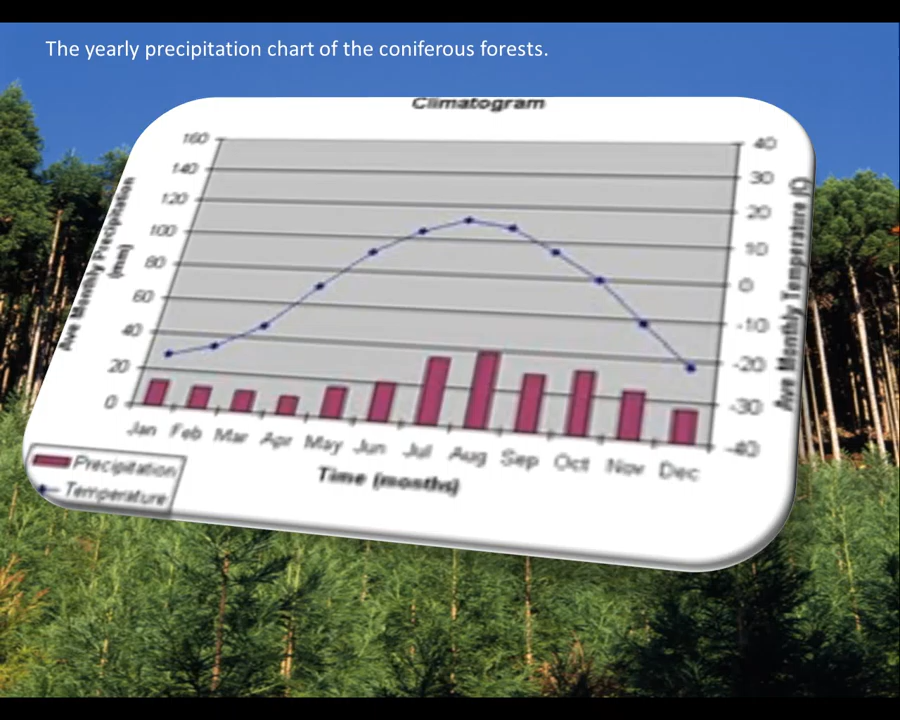 The yearly precipitation chart of the coniferous forests.
Climatogram
160
140
120
100
80
60
40
20
0
Ave Monthly Precipitation
(mm)
40
30
20
10
0
-10
-20
-30
-40
Ave Monthly Temperature (C)
Jan Feb Mar Apr May Jun Jul Aug Sep Oct Nov Dec
Time (months)
Precipitation
Temperature